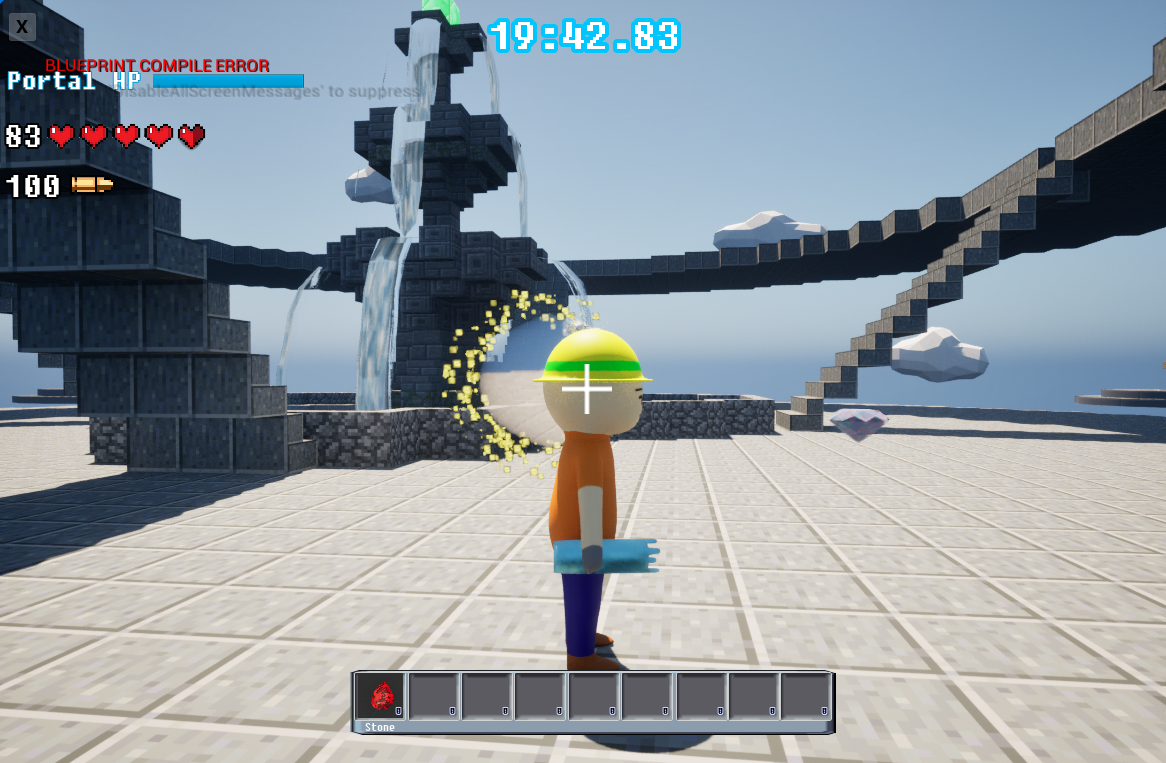 X
19:42.83
BLUEPRINT COMPILE ERROR
Portal HP
isableAllScreenMessages' to suppress
83
100
0 0 0 0 0 0 0 0 0
Stone